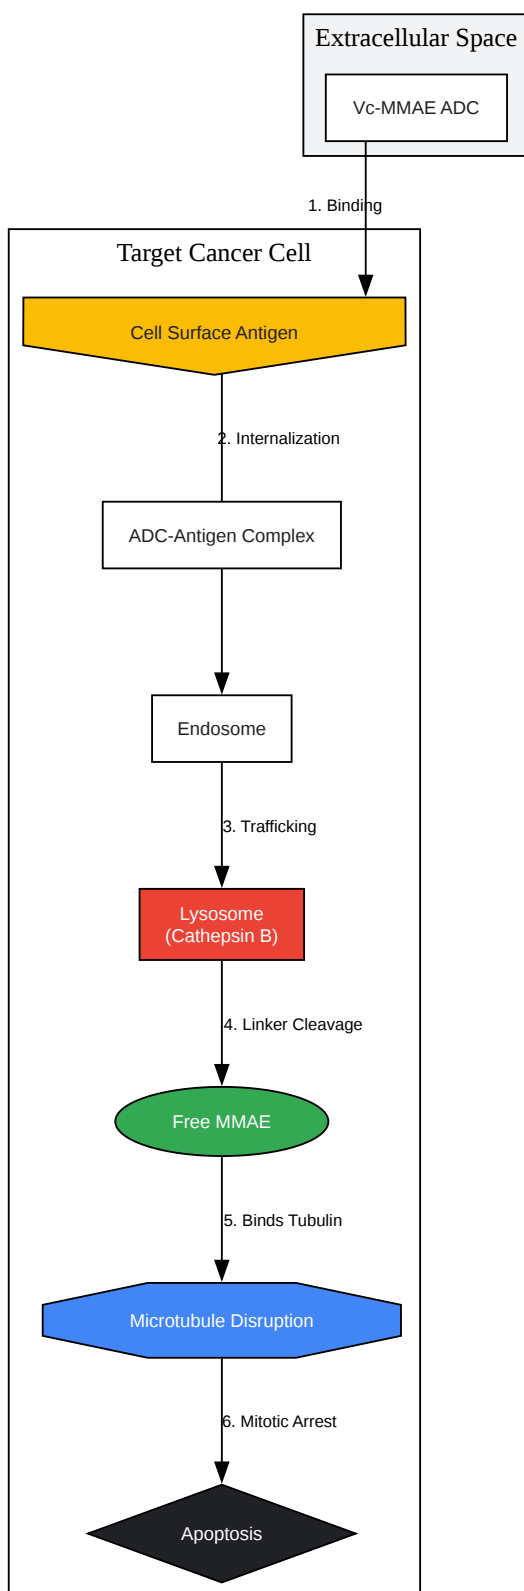 Extracellular Space
Vc-MMAE ADC
1. Binding
Target Cancer Cell
Cell Surface Antigen
2. Internalization
ADC-Antigen Complex
Endosome
3. Trafficking
Lysosome
(Cathepsin B)
4. Linker Cleavage
Free MMAE
5. Binds Tubulin
Microtubule Disruption
6. Mitotic Arrest
Apoptosis